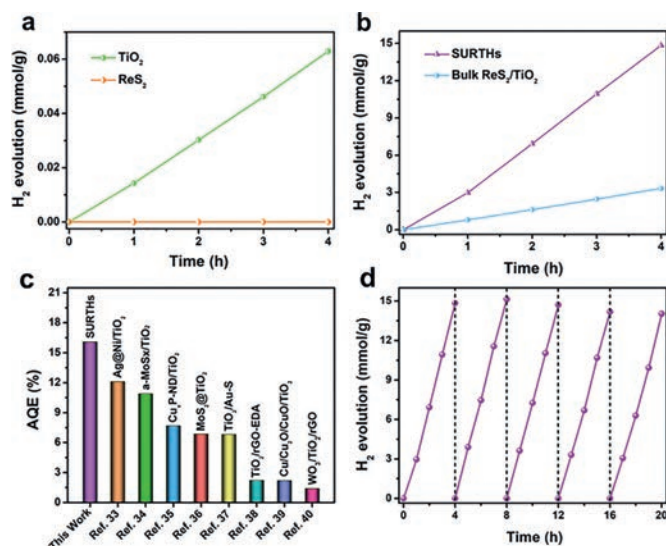 a
TiO₂
ReS₂
H₂ evolution (mmol/g)
0.06
0.04
0.02
0.00
0 1 2 3 4
Time (h)
b
SURTHs
Bulk ReS₂/TiO₂
H₂ evolution (mmol/g)
15
12
9
6
3
0
0 1 2 3 4
Time (h)
c
AQE (%)
21
18
15
12
9
6
3
0
SURTHs
Ag@Ni/TiO₂
a-MoSx/TiO₂
Cu₃P-ND/TiO₂
MoS₂@TiO₂
TiO₂/Au-S
TiO₂/rGO-EDA
Cu/Cu₂O/CuO/TiO₂
WO₃/TiO₂/rGO
This Work
Ref. 33
Ref. 34
Ref. 35
Ref. 36
Ref. 37
Ref. 38
Ref. 39
Ref. 40
d
H₂ evolution (mmol/g)
15
12
9
6
3
0
0 4 8 12 16 20
Time (h)